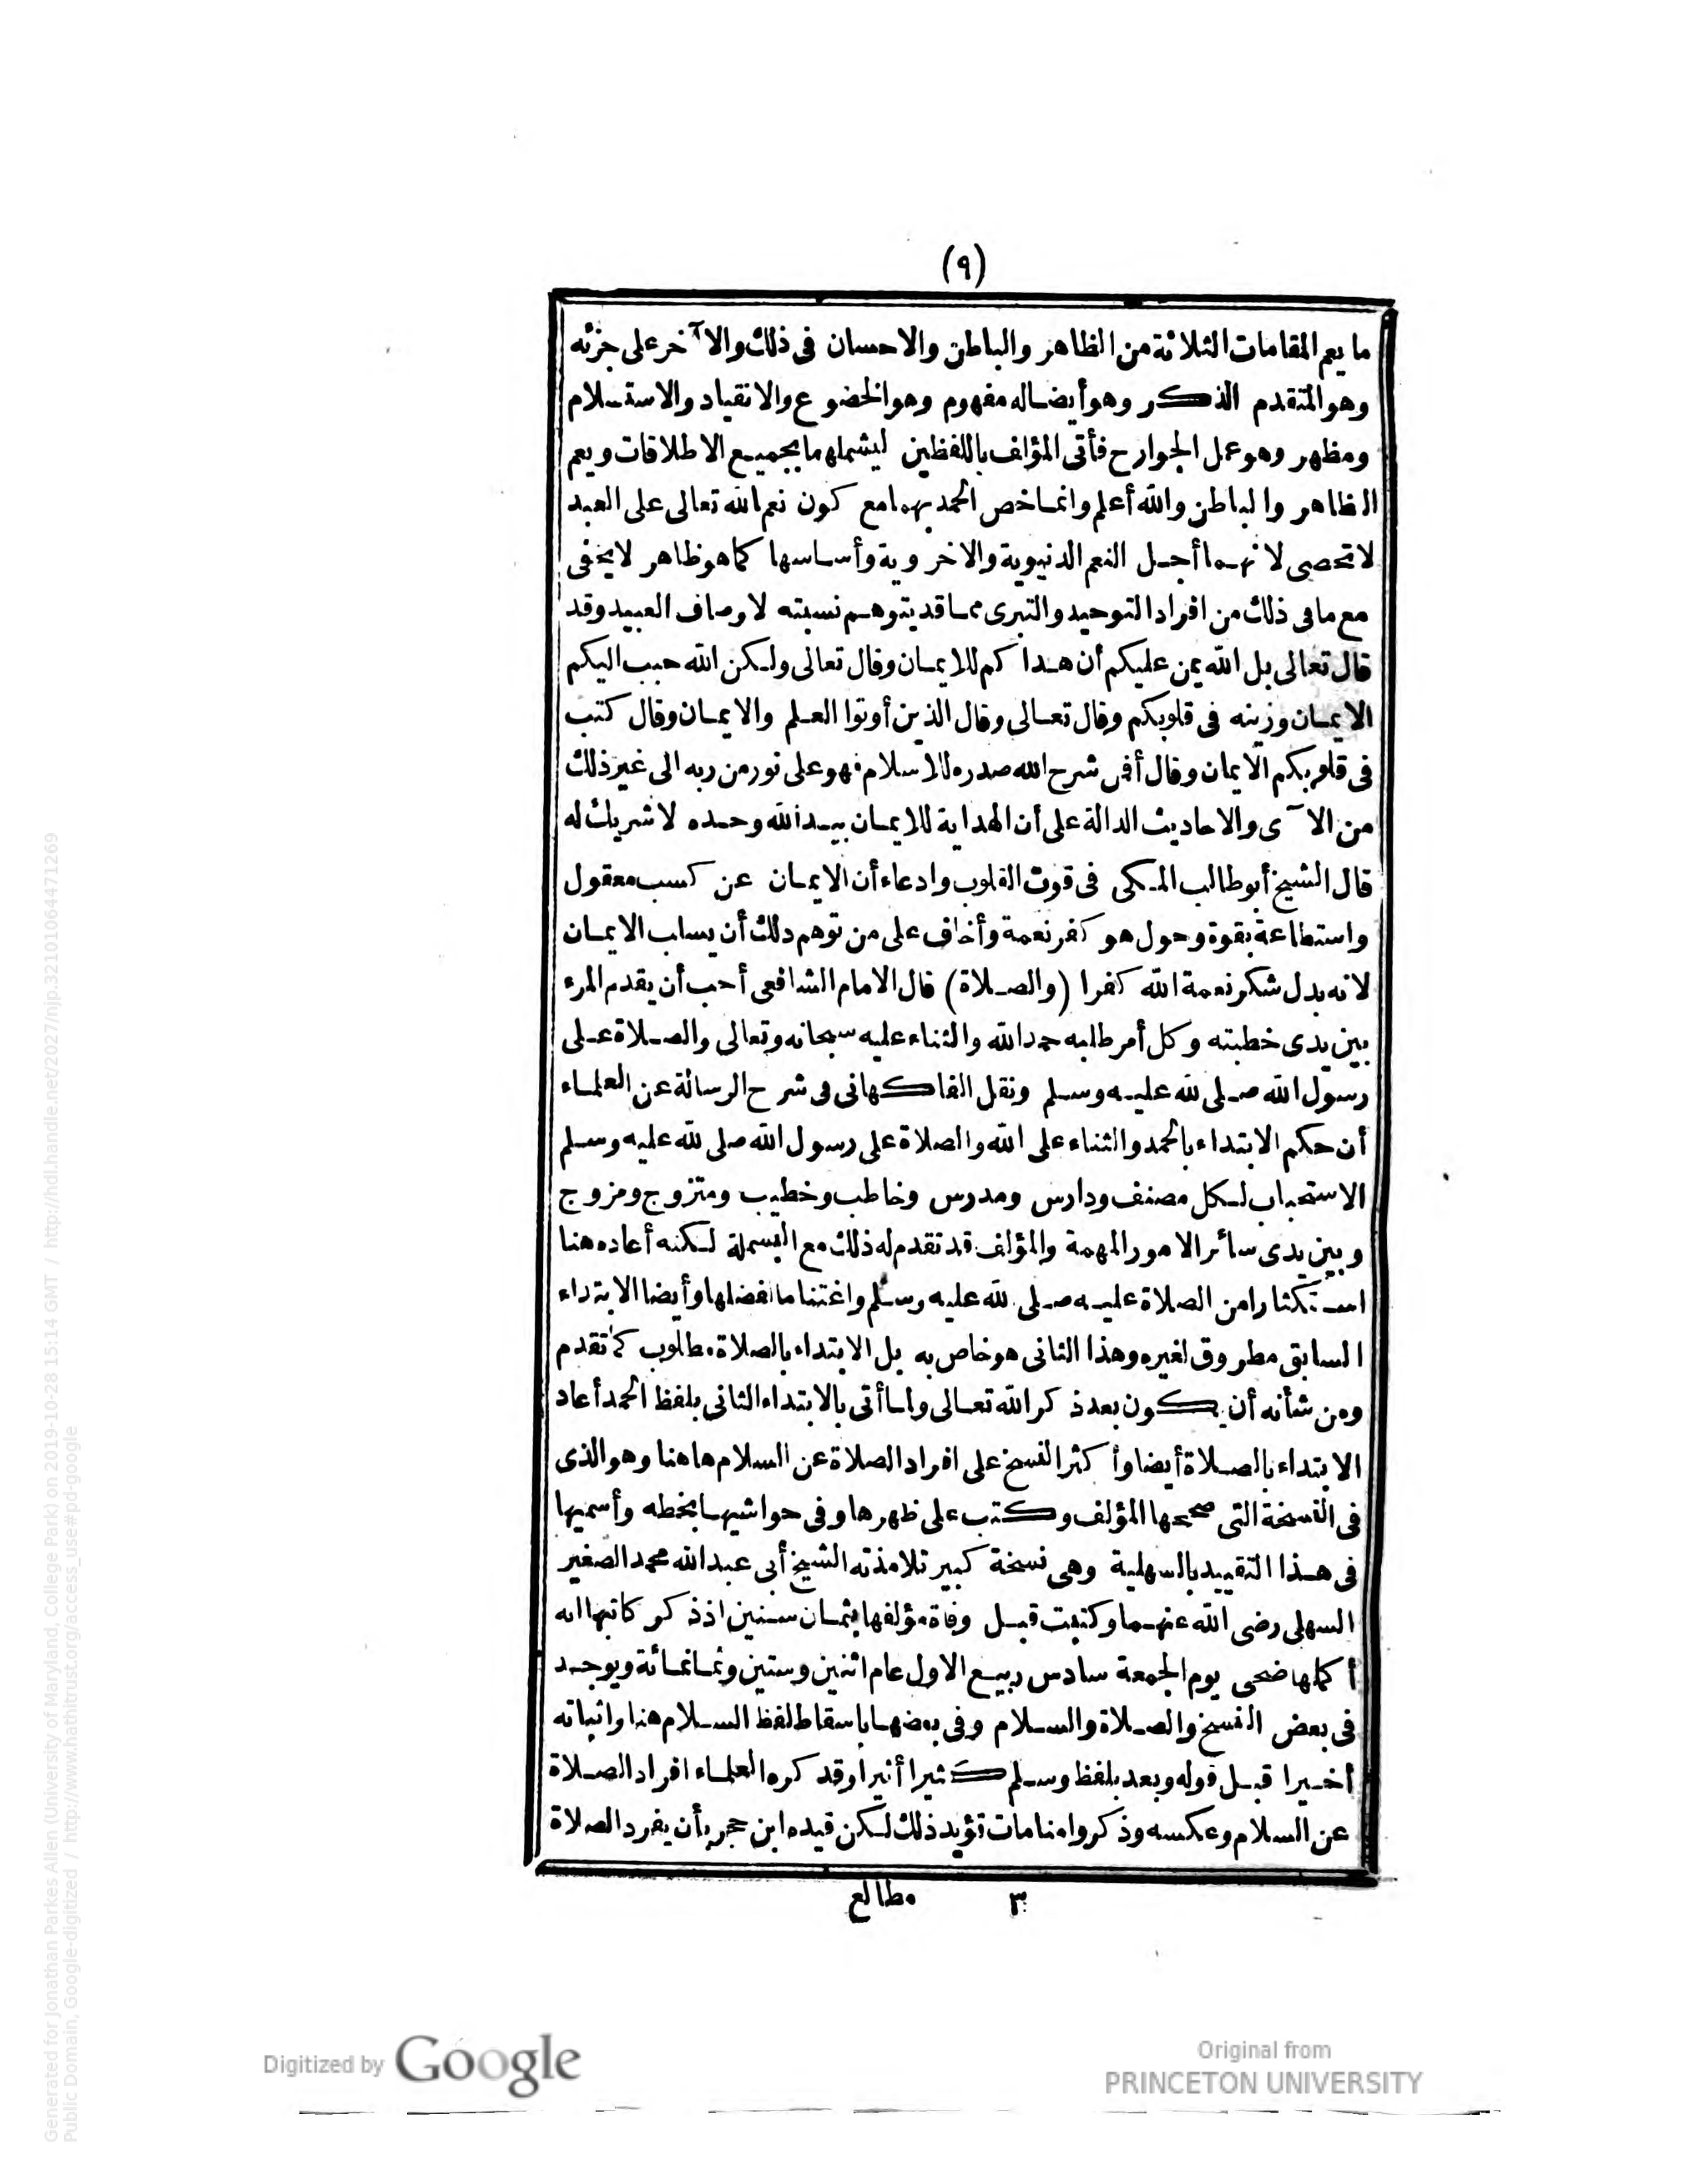 (٩)
ما يعم المقامات الثلاثة من الظاهر والباطن والاحسان فى ذلك والاآخر على جزئه
وهو المتقدم الذكر وهو أيضا له مفهوم وهو الخضوع والانقياد والاستسلام
ومظهر وهو عمل الجوارح فأتى المؤلف باللفظين ليشملهما بجميع الاطلاقات ويعم
الظاهر والباطن والله أعلم وانما خص الحمد بهما مع كون نعم الله تعالى على العبد
لا تحصى لانهما أجل النعم الدنيوية والاخروية وأساسها كما هو ظاهر لا يخفى
مع ما فى ذلك من افراد التوحيد والتبرى مما قد يتوهم نسبته لاوصاف العبيد وقد
قال تعالى بل الله يمن عليكم أن هدا كم للايمان وقال تعالى ولكن الله حبب اليكم
الايمان وزينه فى قلوبكم وقال تعالى وقال الذين أوتوا العلم والايمان وقال كتب
فى قلوبكم الايمان وقال أفن شرح الله صدره للاسلام فهو على نور من ربه الى غير ذلك
من الاآى والاحاديث الدالة على أن الهداية للايمان بيد الله وحده لا شريك له
قال الشيخ أبو طالب المكى فى قوت القلوب وادعاء أن الايمان عن كسب معقول
واستطاعة بقوة وحول هو كفر نعمة وأخاف على من توهم ذلك أن يسلب الايمان
لانه بدل شكر نعمة الله كفرا (والصلاة) قال الامام الشافعى أحب أن يقدم المرء
بين يدى خطبته وكل أمر طلبه حمد الله والثناء عليه سبحانه وتعالى والصلاة على
رسول الله صلى لله عليه وسلم ونقل الفاكهانى فى شرح الرسالة عن العلماء
أن حكم الابتداء بالحمد والثناء على الله والصلاة على رسول الله صلى لله عليه وسلم
الاستحباب لكل مصنف ودارس ومدرس وخاطب وخطيب ومتزوج ومزوج
وبين يدى سائر الامور المهمة والمؤلف قد تقدم له ذلك مع البسملة لكنه أعاده هنا
استكثارا من الصلاة عليه صلى لله عليه وسلم واغتناما لفضلها وأيضا الابتداء
السابق مطروق لغيره وهذا الثانى هو خاص به بل الابتداء بالصلاة مطلوب كما تقدم
ومن شأنه أن يكون بعد ذكر الله تعالى ولما أتى بالابتداء الثانى بلفظ الحمد أعاد
الابتداء بالصلاة أيضا وأكثر النسخ على افراد الصلاة عن السلام ها هنا وهو الذى
فى النسخة التى صححها المؤلف وكتب على ظهرها وفى حواشيها بخطه وأسميها
فى هذا التقييد بالسهلية وهى نسخة كبير تلامذته الشيخ أبى عبد الله محمد الصغير
السهلى رضى الله عنهما وكتبت قبل وفاة مؤلفها بثمان سنين اذ ذكر كاتبها انه
أكملها ضحى يوم الجمعة سادس ربيع الاول عام اثنين وستين وثمانمائة ويوجد
فى بعض النسخ والصلاة والسلام وفى بعضها باسقاط لفظ السلام هنا واثباته
أخيرا قبل قوله وبعد بلفظ وسلم كثيرا أثيرا وقد كره العلماء افراد الصلاة
عن السلام وعكسه وذكروا منامات تؤيد ذلك لكن قيده ابن حجر بأن يفرد الصلاة
٣ مطالع
Digitized by Google
Original from
PRINCETON UNIVERSITY
Generated for Jonathan Parkes Allen (University of Maryland, College Park) on 2019-10-28 15:14 GMT / http://hdl.handle.net/2027/njp.32101064471269
Public Domain, Google-digitized / http://www.hathitrust.org/access_use#pd-google